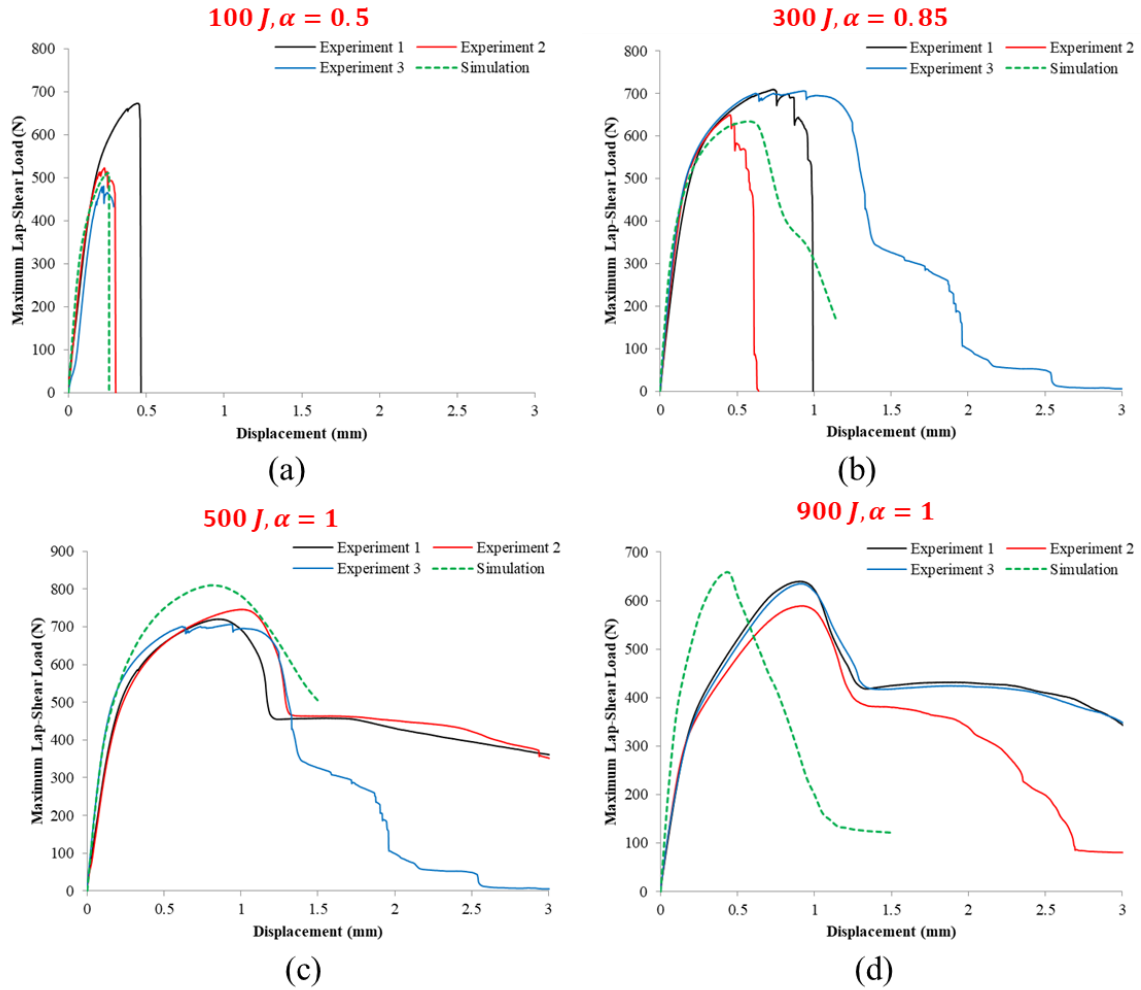 100 J, α = 0.5
Experiment 1 Experiment 2
Experiment 3 Simulation
Maximum Lap-Shear Load (N)
800
700
600
500
400
300
200
100
0
0 0.5 1 1.5 2 2.5 3
Displacement (mm)
(a)
300 J, α = 0.85
Experiment 1 Experiment 2
Experiment 3 Simulation
Maximum Lap-Shear Load (N)
800
700
600
500
400
300
200
100
0
0 0.5 1 1.5 2 2.5 3
Displacement (mm)
(b)
500 J, α = 1
Experiment 1 Experiment 2
Experiment 3 Simulation
Maximum Lap-Shear Load (N)
900
800
700
600
500
400
300
200
100
0
0 0.5 1 1.5 2 2.5 3
Displacement (mm)
(c)
900 J, α = 1
Experiment 1 Experiment 2
Experiment 3 Simulation
Maximum Lap-Shear Load (N)
700
600
500
400
300
200
100
0
0 0.5 1 1.5 2 2.5 3
Displacement (mm)
(d)